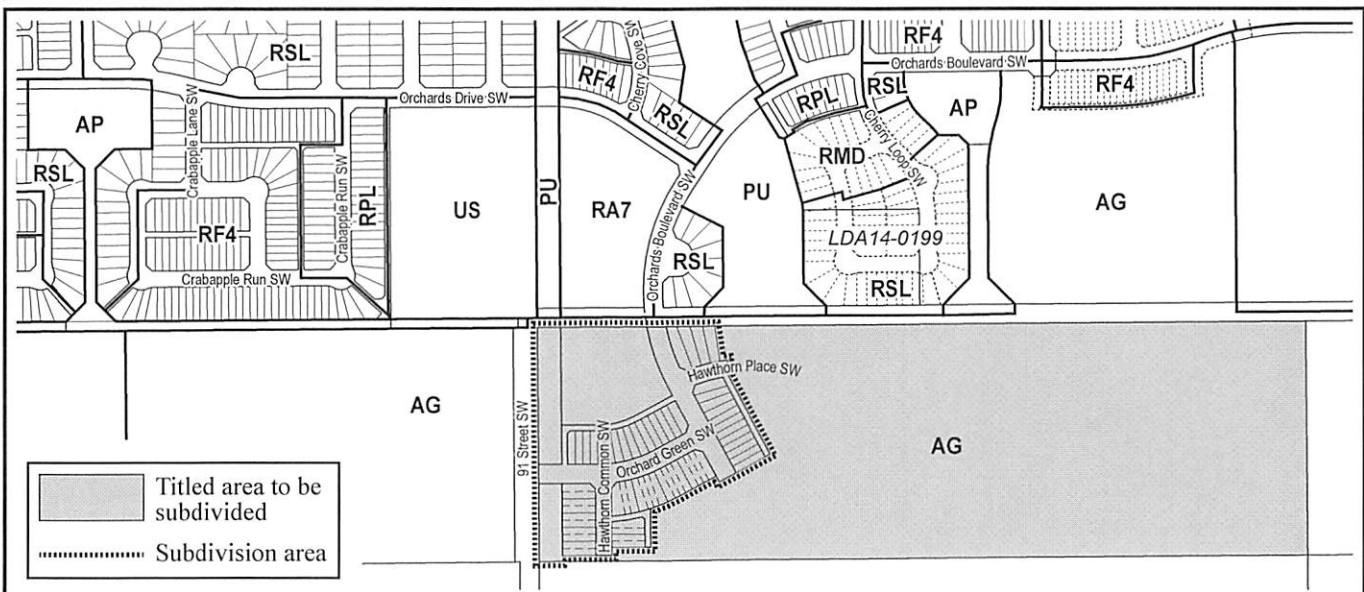 RSL
RF4
Orchards Boulevard SW
Cherry Cove SW
RF4
Orchards Drive SW
RSL
RPL
RSL
AP
RF4
AP
Crabapple Lane SW
Cherry Loop SW
RMD
RSL
Crabapple Run SW
RPL
US
PU
RA7
Orchards Boulevard SW
PU
AG
RF4
LDA14-0199
RSL
Crabapple Run SW
RSL
Hawthorn Place SW
AG
91 Street SW
Hawthorn Common SW
Orchard Green SW
AG
Titled area to be
subdivided
Subdivision area